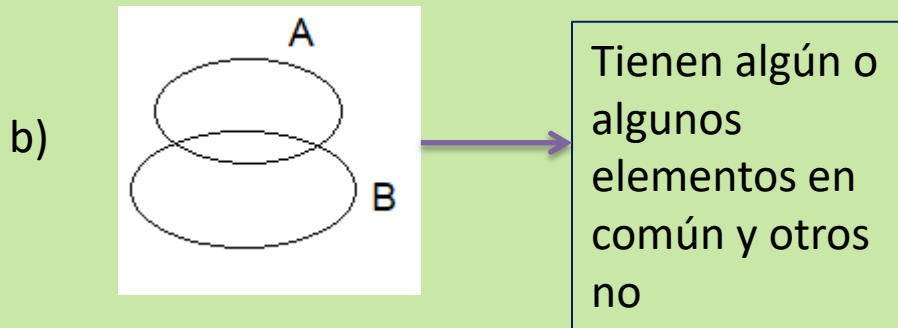 b)
A
B
Tienen algún o
algunos
elementos en
común y otros
no